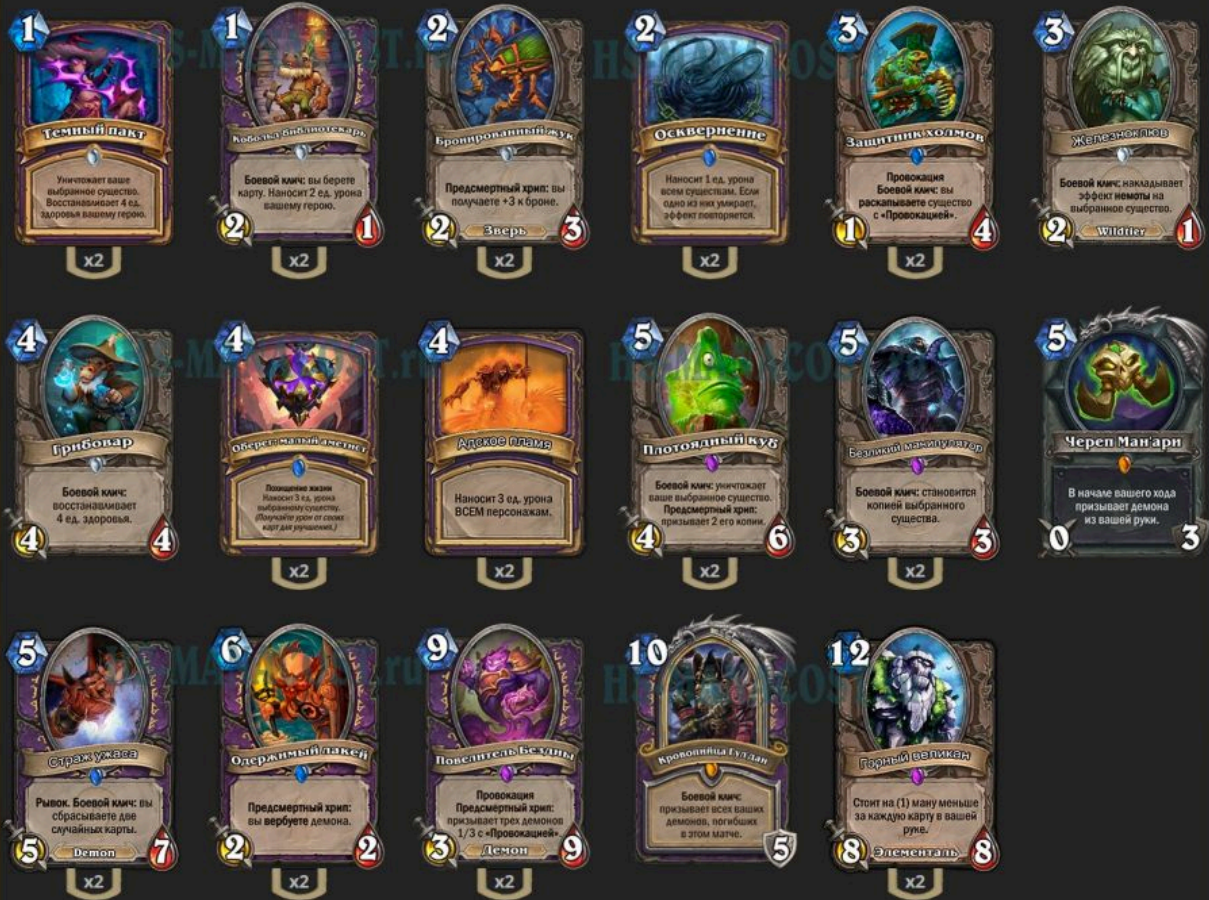 1
Темный пакт
Уничтожает ваше
выбранное существо.
Восстанавливает 4 ед.
здоровья вашему герою.
x2
1
Кобольд-библиотекарь
Боевой клич: вы берете
карту. Наносит 2 ед. урона
вашему герою.
2
1
x2
2
Бронированный жук
Предсмертный хрип: вы
получаете +3 к броне.
2
Зверь
3
x2
2
Осквернение
Наносит 1 ед. урона
всем существам. Если
одно из них умирает,
эффект повторяется.
x2
3
Защитник холмов
Провокация
Боевой клич: вы
раскапываете существо
с «Провокацией».
1
4
x2
3
Железноклюв
Боевой клич: накладывает
эффект немоты на
выбранное существо.
2
Wildtier
1
4
Грибовар
Боевой клич:
восстанавливает
4 ед. здоровья.
4
4
4
Оберег: малый аметист
Похищение жизни
Наносит 3 ед. урона
выбранному существу.
(Получайте урон от своих
карт для улучшения.)
x2
4
Адское пламя
Наносит 3 ед. урона
ВСЕМ персонажам.
x2
5
Плотоядный куб
Боевой клич: уничтожает
ваше выбранное существо.
Предсмертный хрип:
призывает 2 его копии.
4
6
x2
5
Безликий манипулятор
Боевой клич: становится
копией выбранного
существа.
3
3
x2
5
Череп Ман'ари
В начале вашего хода
призывает демона
из вашей руки.
0
3
5
Страж ужаса
Рывок. Боевой клич: вы
сбрасываете две
случайных карты.
5
Demon
7
x2
6
Одержимый лакей
Предсмертный хрип:
вы вербуете демона.
2
2
x2
9
Повелитель Бездны
Провокация
Предсмертный хрип:
призывает трех демонов
1/3 с «Провокацией».
3
Демон
9
x2
10
Кровопийца Гул'дан
Боевой клич:
призывает всех ваших
демонов, погибших
в этом матче.
5
12
Горный великан
Стоит на (1) ману меньше
за каждую карту в вашей
руке.
8
Элементаль
8
x2